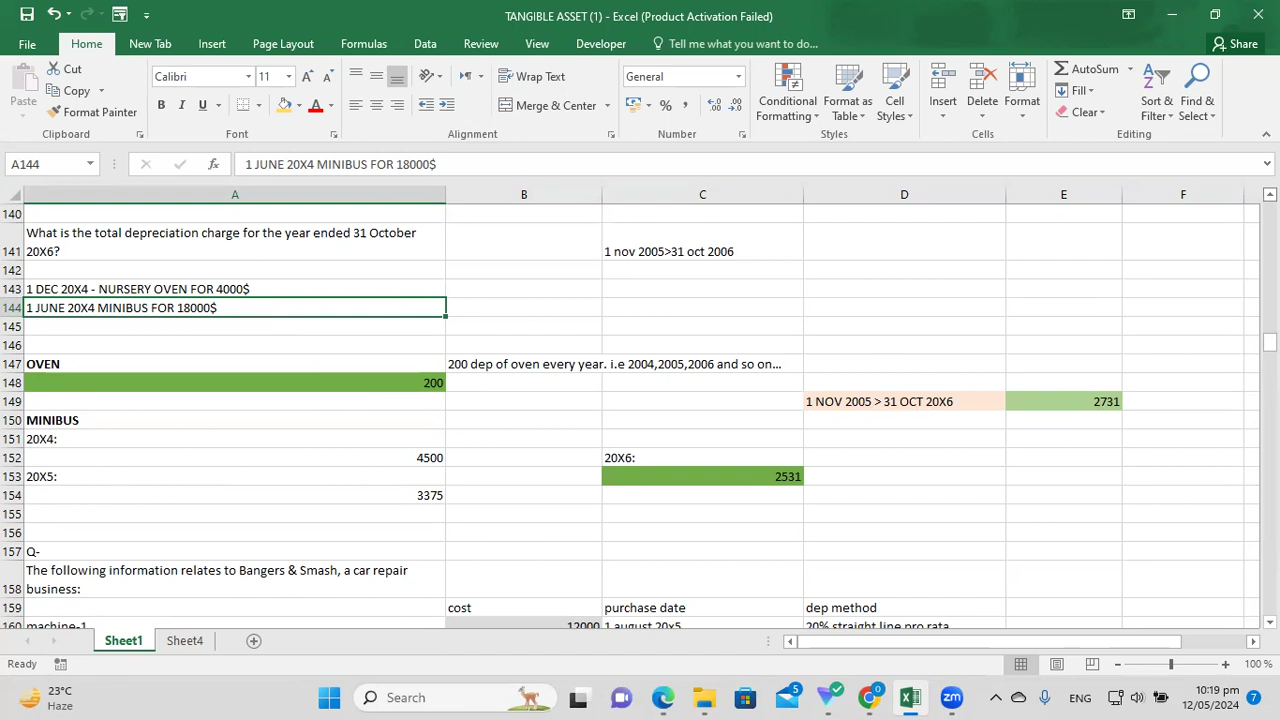 TANGIBLE ASSET (1) - Excel (Product Activation Failed)
File Home New Tab Insert Page Layout Formulas Data Review View Developer Tell me what you want to do... Share
Paste
Cut
Copy
Format Painter
Clipboard
Calibri 11
B I U
Font
Wrap Text
Merge & Center
Alignment
General
%
Number
Conditional Formatting
Format as Table
Cell Styles
Styles
Insert
Delete
Format
Cells
AutoSum
Fill
Clear
Sort & Filter
Find & Select
Editing
A144 fx 1 JUNE 20X4 MINIBUS FOR 18000$
A B C D E F
140
What is the total depreciation charge for the year ended 31 October
141 20X6? 1 nov 2005>31 oct 2006
142
143 1 DEC 20X4 - NURSERY OVEN FOR 4000$
144 1 JUNE 20X4 MINIBUS FOR 18000$
145
146
147 OVEN 200 dep of oven every year. i.e 2004,2005,2006 and so on...
148 200
149 1 NOV 2005 > 31 OCT 20X6 2731
150 MINIBUS
151 20X4:
152 4500 20X6:
153 20X5: 2531
154 3375
155
156
157 Q-
The following information relates to Bangers & Smash, a car repair
158 business:
159 cost purchase date dep method
160 machine-1 12000 1 august 20x5 20% straight line pro rata
Sheet1 Sheet4
Ready 100 %
23°C
Haze
Search
5
0
ENG
10:19 pm
12/05/2024
7